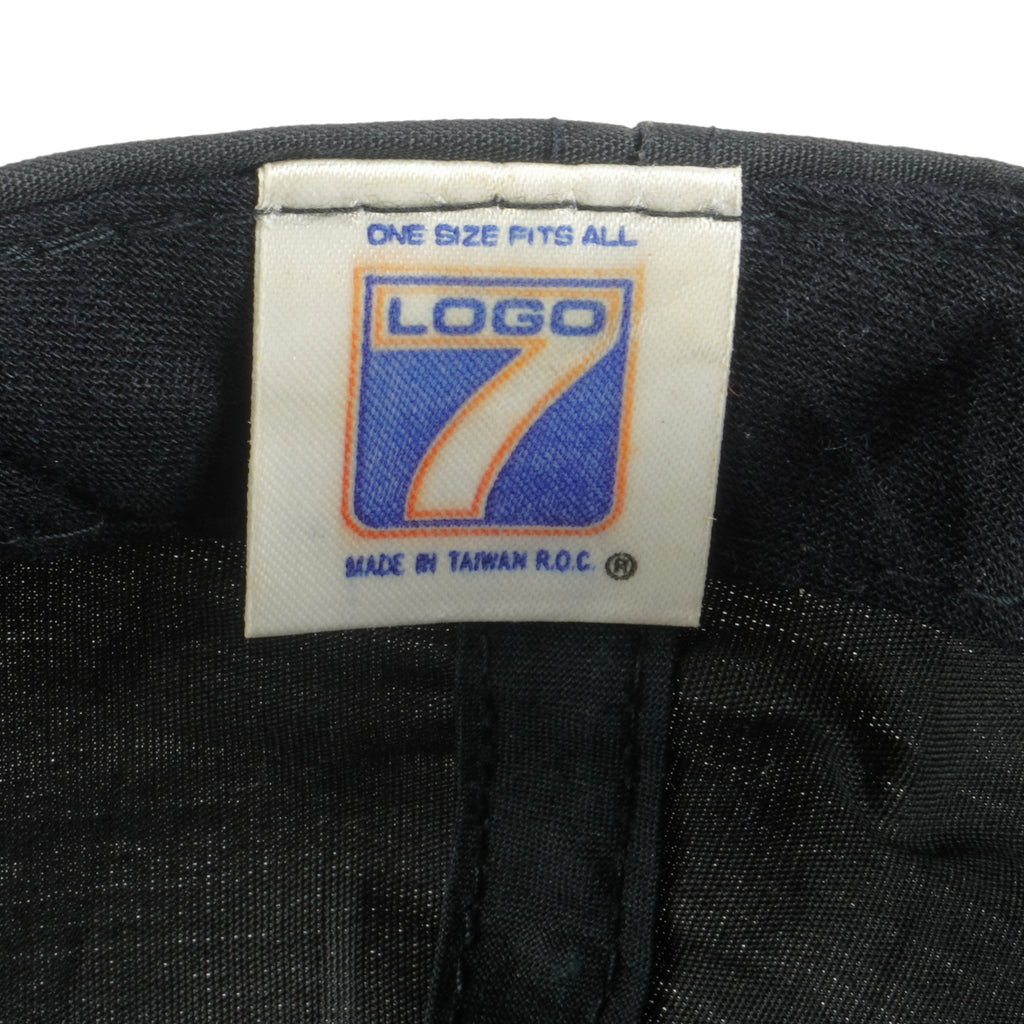 ONE SIZE FITS ALL
LOGO
7
MADE IN TAIWAN R.O.C. ®